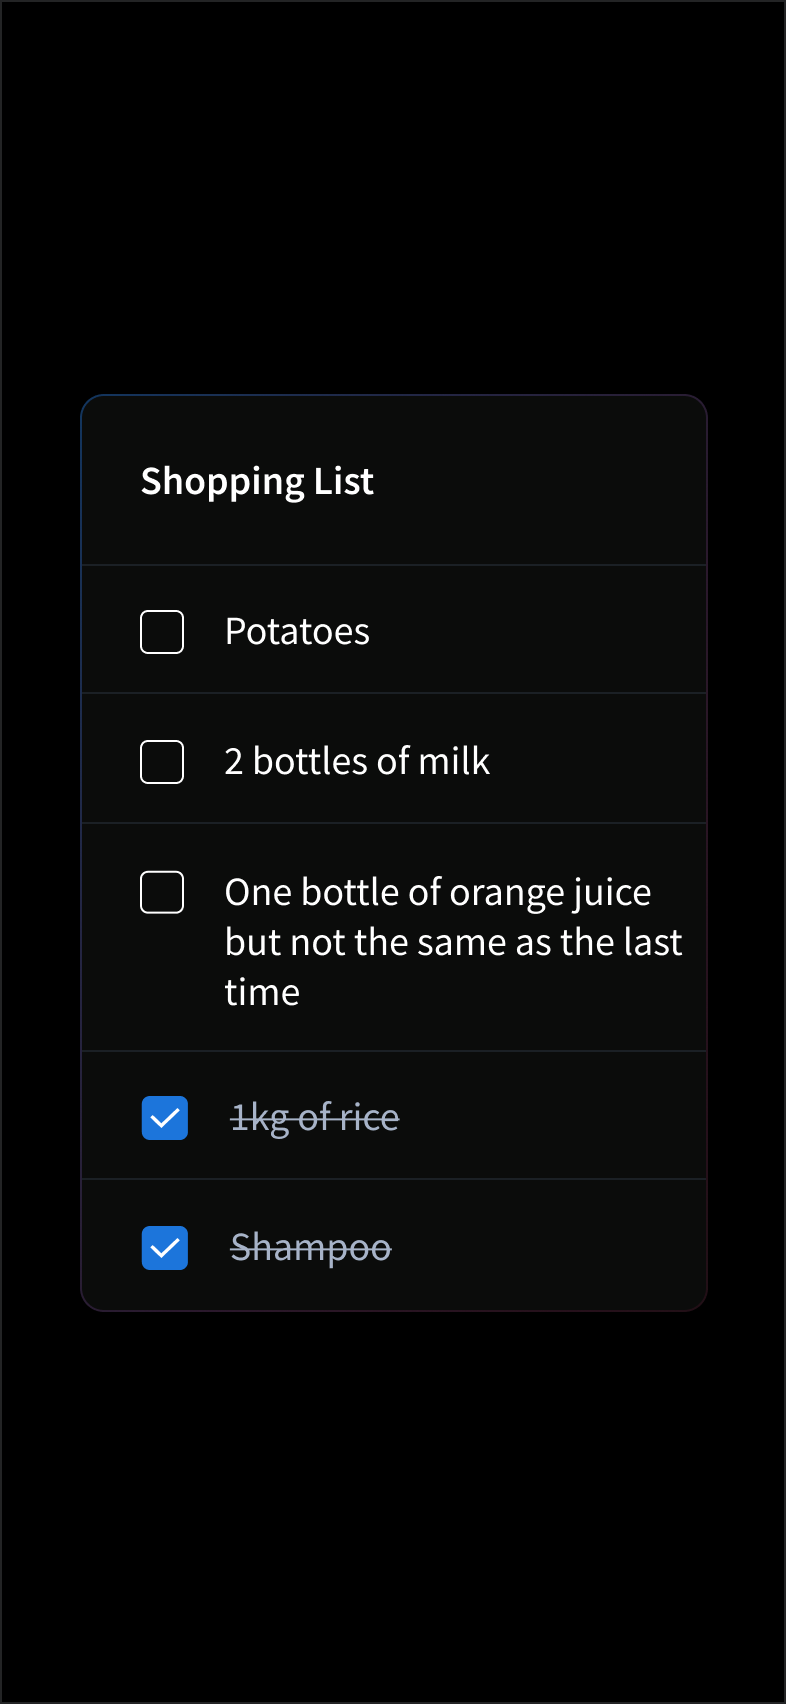 Shopping List
Potatoes
2 bottles of milk
One bottle of orange juice
but not the same as the last
time
1kg of rice
Shampoo